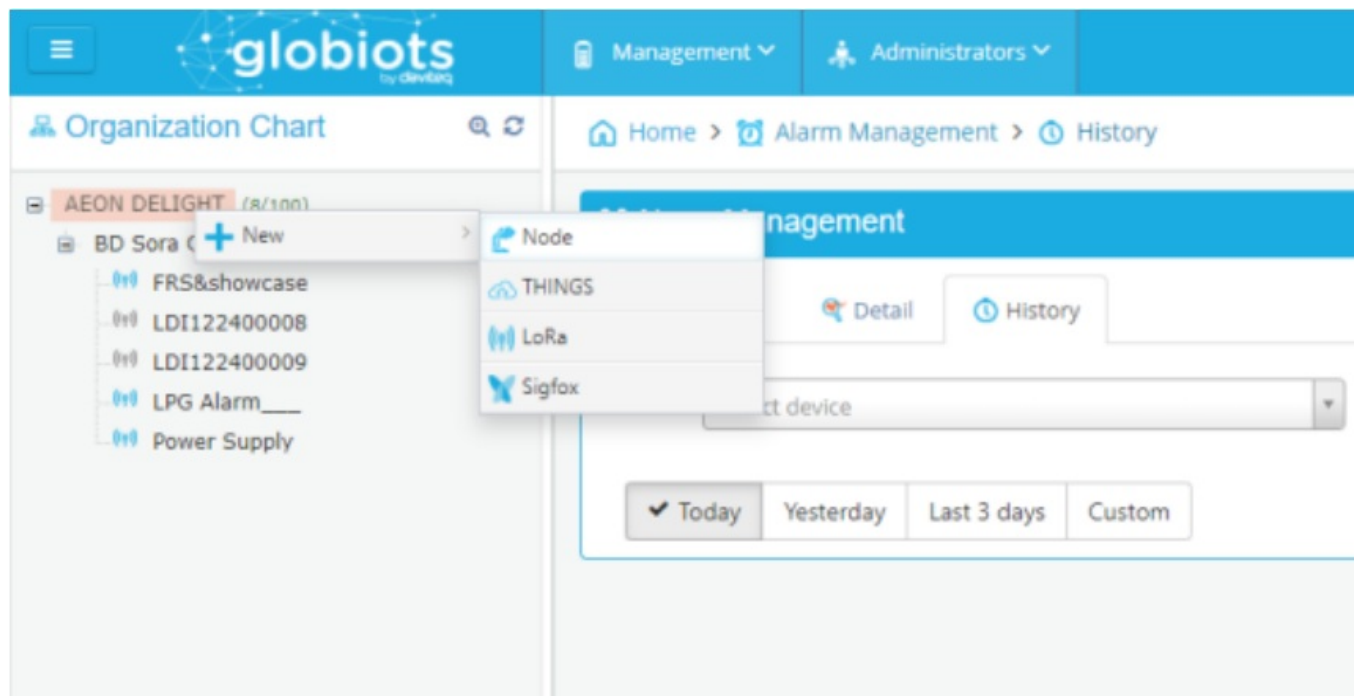 globiots
by daviteq
Management
Administrators
Organization Chart
Home > Alarm Management > History
AEON DELIGHT (8/100)
BD Sora
New
Node
THINGS
LoRa
Sigfox
FRS&showcase
LDI122400008
LDI122400009
LPG Alarm___
Power Supply
nagement
Detail
History
ct device
Today
Yesterday
Last 3 days
Custom